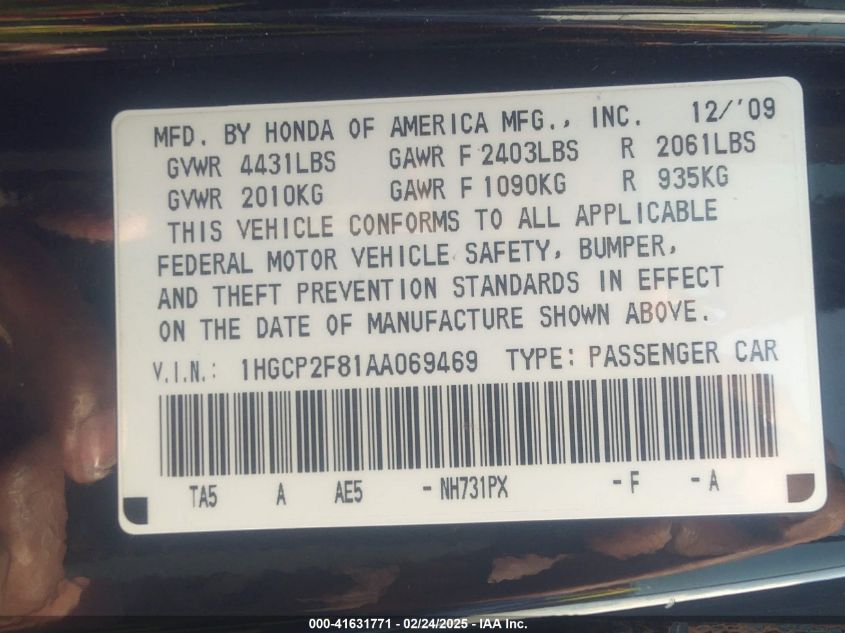 MFD. BY HONDA OF AMERICA MFG., INC. 12/'09
GVWR 4431LBS GAWR F 2403LBS R 2061LBS
GVWR 2010KG GAWR F 1090KG R 935KG
THIS VEHICLE CONFORMS TO ALL APPLICABLE
FEDERAL MOTOR VEHICLE SAFETY, BUMPER,
AND THEFT PREVENTION STANDARDS IN EFFECT
ON THE DATE OF MANUFACTURE SHOWN ABOVE.
V.I.N.: 1HGCP2F81AA069469 TYPE: PASSENGER CAR
TA5 A AE5 - NH731PX - F - A
000-41631771 - 02/24/2025 - IAA Inc.